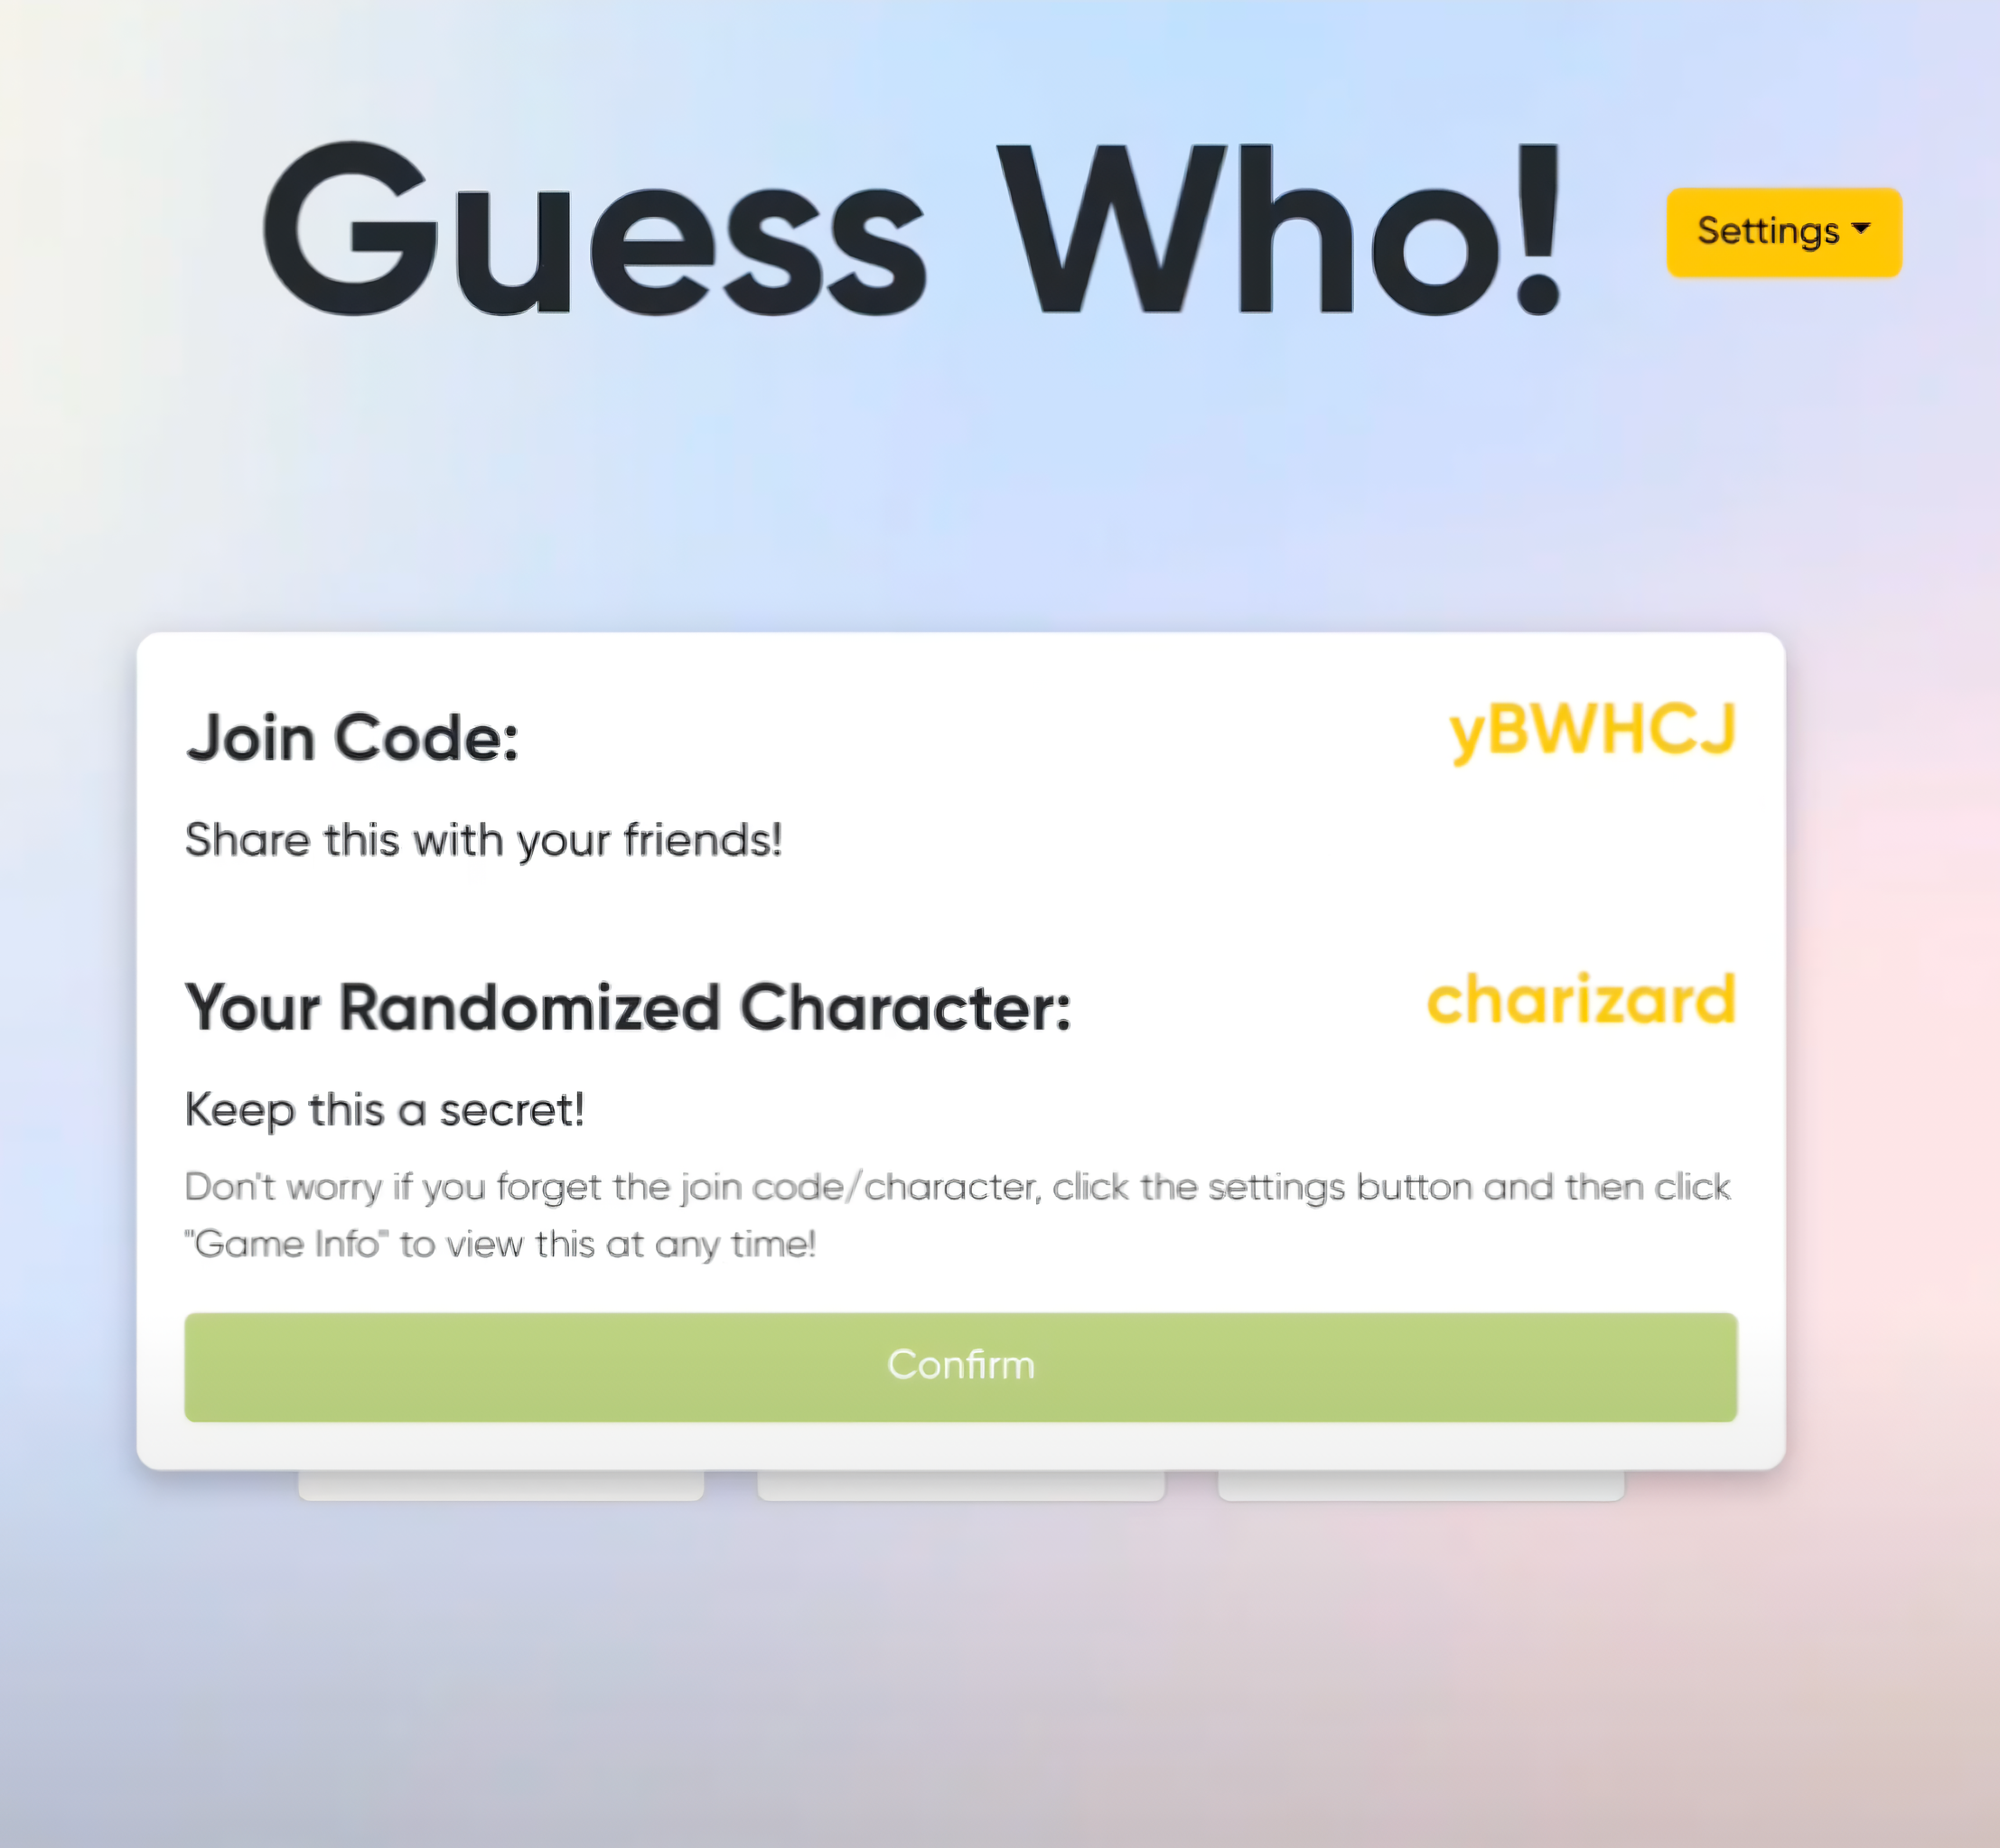 Guess Who!
Settings
Join Code:
yBWHCJ
Share this with your friends!
Your Randomized Character:
charizard
Keep this a secret!
Don't worry if you forget the join code/character, click the settings button and then click
"Game Info" to view this at any time!
Confirm